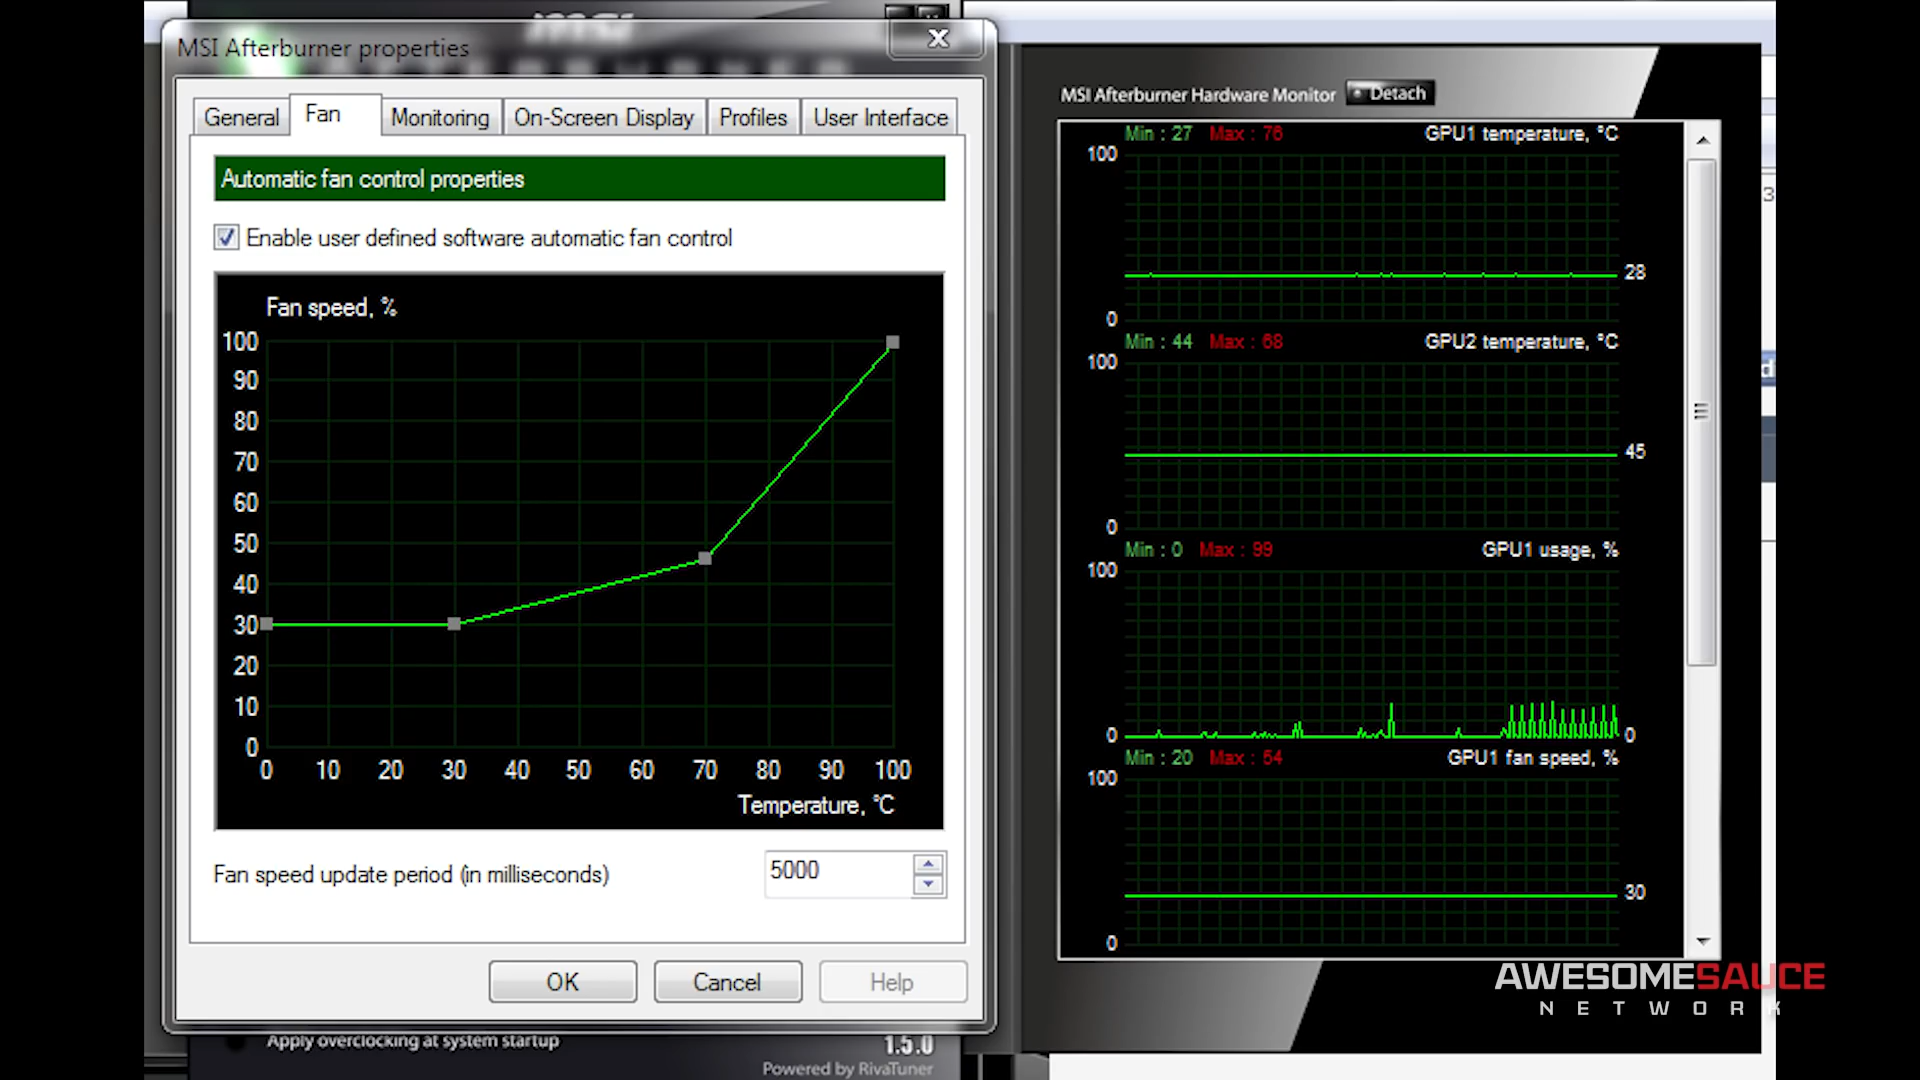 msi
MSI Afterburner properties
General
Fan
Monitoring
On-Screen Display
Profiles
User Interface
Automatic fan control properties
Enable user defined software automatic fan control
Fan speed, %
100
90
80
70
60
50
40
30
20
10
0
0 10 20 30 40 50 60 70 80 90 100
Temperature, °C
Fan speed update period (in milliseconds)
5000
OK
Cancel
Help
Apply overclocking at system startup
1.5.0
Powered by RivaTuner
MSI Afterburner Hardware Monitor
Detach
Min : 27 Max : 76 GPU1 temperature, °C
100
28
0
Min : 44 Max : 68 GPU2 temperature, °C
100
45
0
Min : 0 Max : 99 GPU1 usage, %
100
0
0
Min : 20 Max : 54 GPU1 fan speed, %
100
30
0
3
d
AWESOMESAUCE
NETWORK